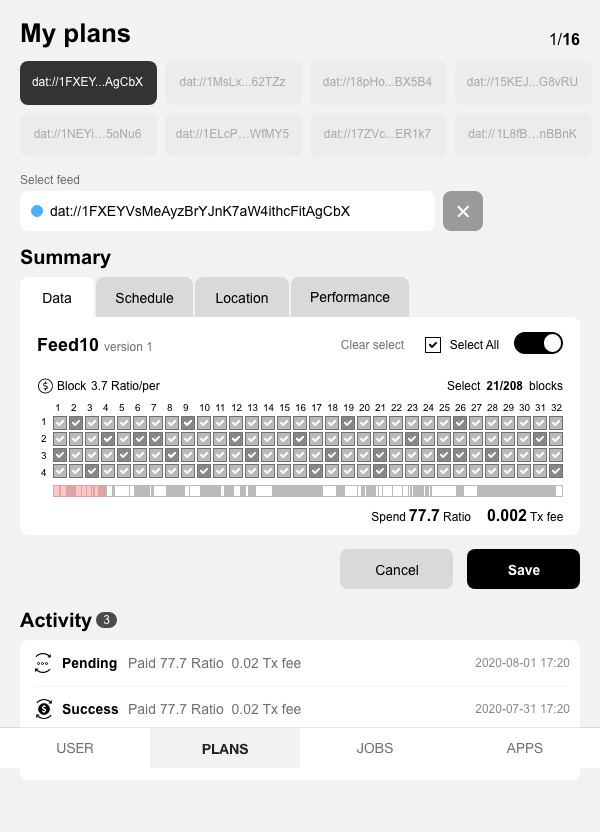 My plans
1/16
dat://1FXEY...AgCbX dat://1MsLx...62TZz dat://18pHo...BX5B4 dat://15KEJ...G8vRU
dat://1NEYi...5oNu6 dat://1ELcP...WfMY5 dat://17ZVc...ER1k7 dat://1L8fB...nBBnK
Select feed
dat://1FXEYVsMeAyzBrYJnK7aW4ithcFitAgCbX
Summary
Data Schedule Location Performance
Feed10 version 1 Clear select Select All
Block 3.7 Ratio/per Select 21/208 blocks
1 2 3 4 5 6 7 8 9 10 11 12 13 14 15 16 17 18 19 20 21 22 23 24 25 26 27 28 29 30 31 32
1
2
3
4
Spend 77.7 Ratio 0.002 Tx fee
Cancel Save
Activity 3
Pending Paid 77.7 Ratio 0.02 Tx fee 2020-08-01 17:20
Success Paid 77.7 Ratio 0.02 Tx fee 2020-07-31 17:20
USER PLANS JOBS APPS